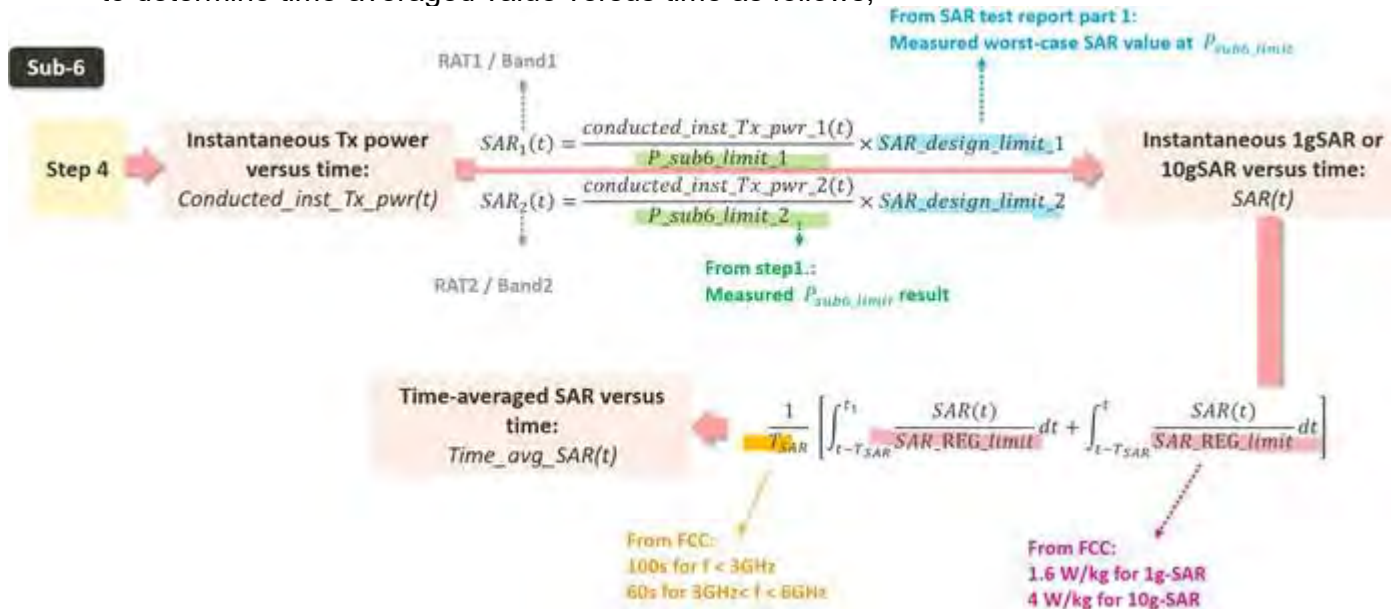 to determine time-averaged value versus time as follows,
From SAR test report part 1:
Measured worst-case SAR value at P_sub6_limit
Sub-6
RAT1 / Band1
Step 4
Instantaneous Tx power
versus time:
Conducted_inst_Tx_pwr(t)
SAR₁(t) = conducted_inst_Tx_pwr_1(t) / P_sub6_limit_1 × SAR_design_limit_1
SAR₂(t) = conducted_inst_Tx_pwr_2(t) / P_sub6_limit_2 × SAR_design_limit_2
Instantaneous 1gSAR or
10gSAR versus time:
SAR(t)
RAT2 / Band2
From step1.:
Measured P_sub6_limit result
Time-averaged SAR versus
time:
Time_avg_SAR(t)
1/T_SAR [∫_{t−T_SAR}^{t₁} SAR(t)/SAR_REG_limit dt + ∫_{t−T_SAR}^{t} SAR(t)/SAR_REG_limit dt]
From FCC:
100s for f < 3GHz
60s for 3GHz< f < 6GHz
From FCC:
1.6 W/kg for 1g-SAR
4 W/kg for 10g-SAR